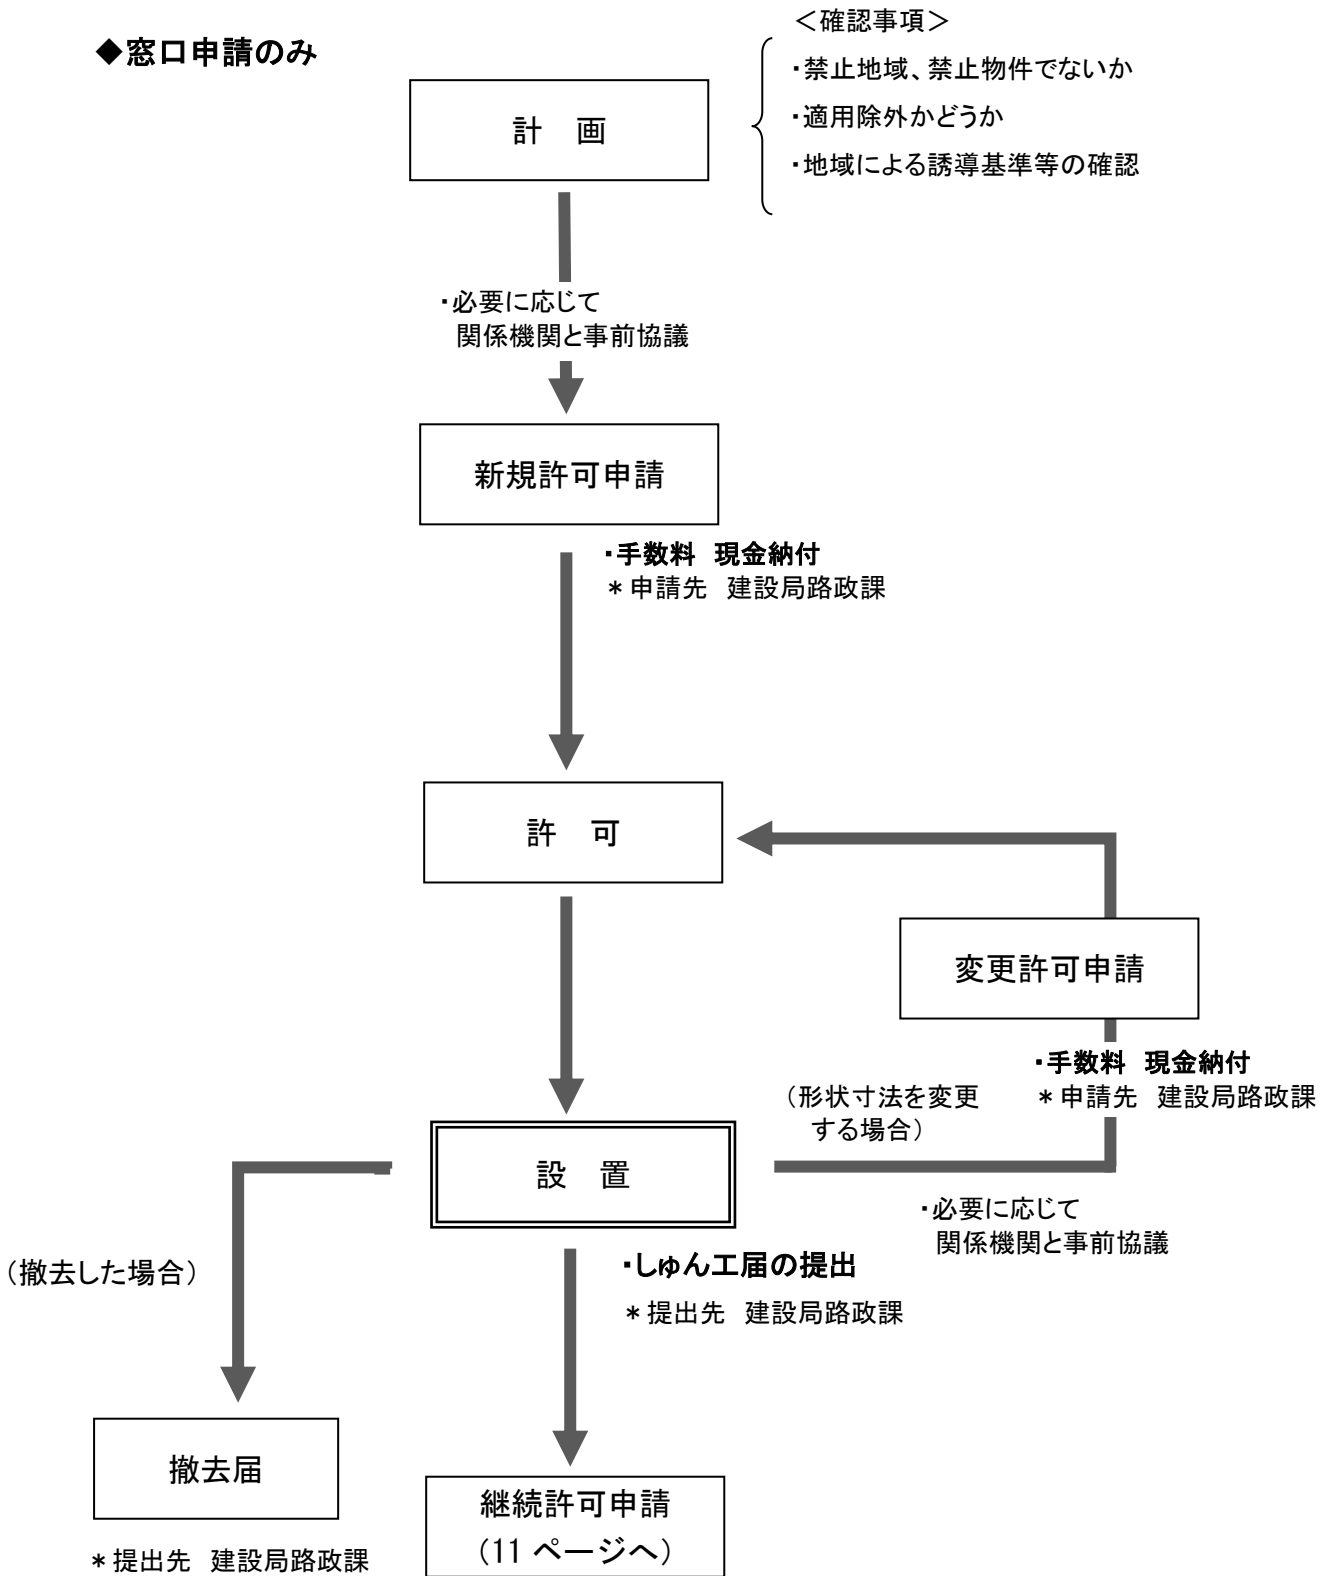 ◆窓口申請のみ
＜確認事項＞
・禁止地域、禁止物件でないか
・適用除外かどうか
・地域による誘導基準等の確認
計　画
・必要に応じて
関係機関と事前協議
新規許可申請
・手数料　現金納付
＊申請先　建設局路政課
許　可
変更許可申請
・手数料　現金納付
＊申請先　建設局路政課
（形状寸法を変更
する場合）
設　置
・必要に応じて
関係機関と事前協議
・しゅん工届の提出
＊提出先　建設局路政課
（撤去した場合）
撤去届
＊提出先　建設局路政課
継続許可申請
（11 ページへ）